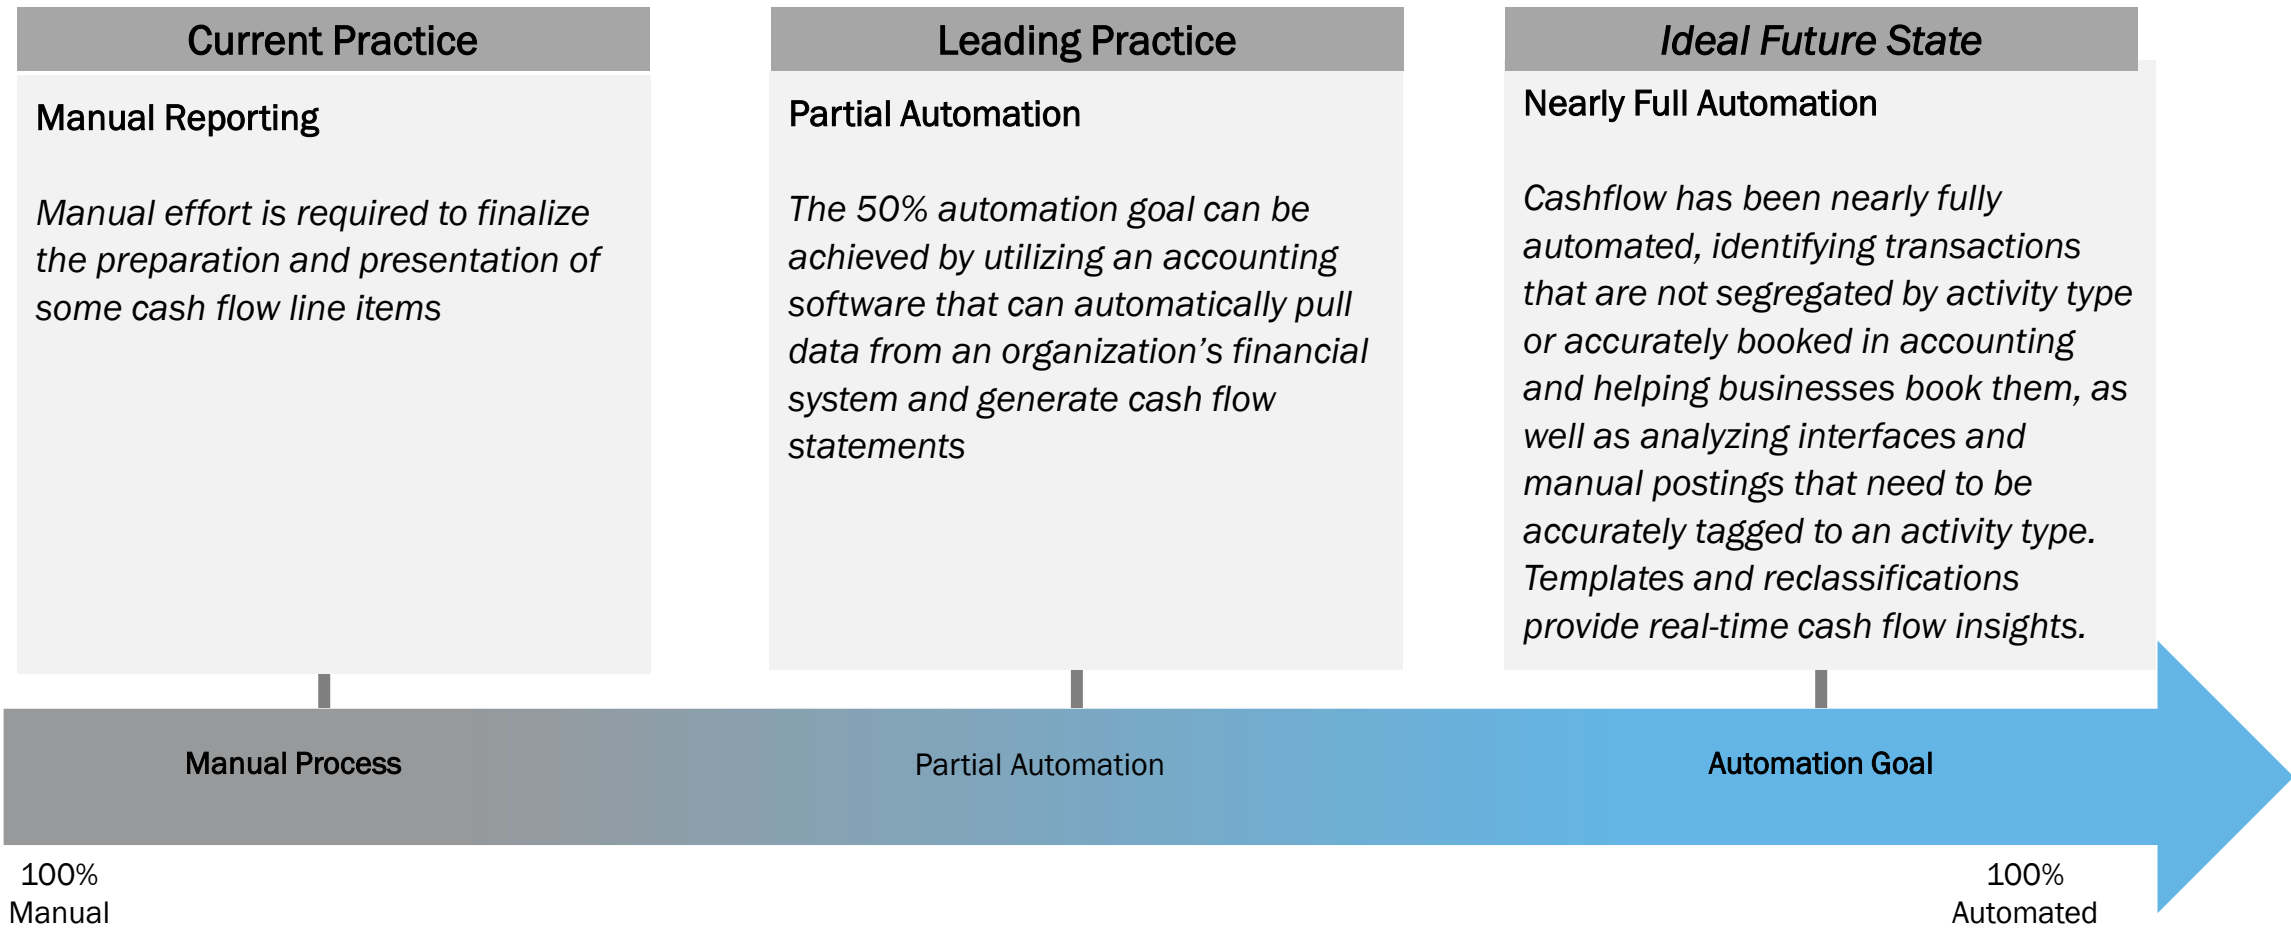 Current Practice
Manual Reporting
Manual effort is required to finalize
the preparation and presentation of
some cash flow line items
Leading Practice
Partial Automation
The 50% automation goal can be
achieved by utilizing an accounting
software that can automatically pull
data from an organization’s financial
system and generate cash flow
statements
Ideal Future State
Nearly Full Automation
Cashflow has been nearly fully
automated, identifying transactions
that are not segregated by activity type
or accurately booked in accounting
and helping businesses book them, as
well as analyzing interfaces and
manual postings that need to be
accurately tagged to an activity type.
Templates and reclassifications
provide real-time cash flow insights.
Manual Process
Partial Automation
Automation Goal
100%
Manual
100%
Automated